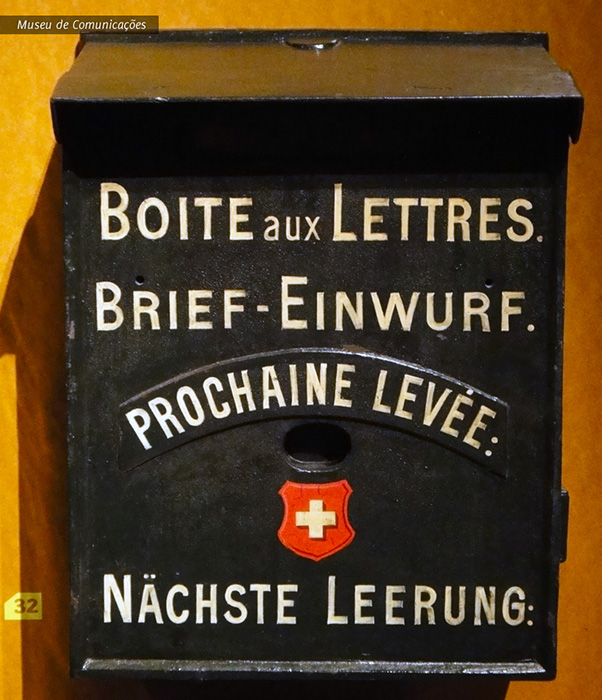 Museu de Comunicações
BOITE aux LETTRES.
BRIEF-EINWURF.
PROCHAINE LEVÉE:
NÄCHSTE LEERUNG:
32